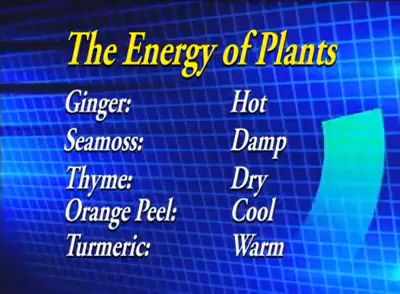 The Energy of Plants
Ginger: Hot
Seamoss: Damp
Thyme: Dry
Orange Peel: Cool
Turmeric: Warm